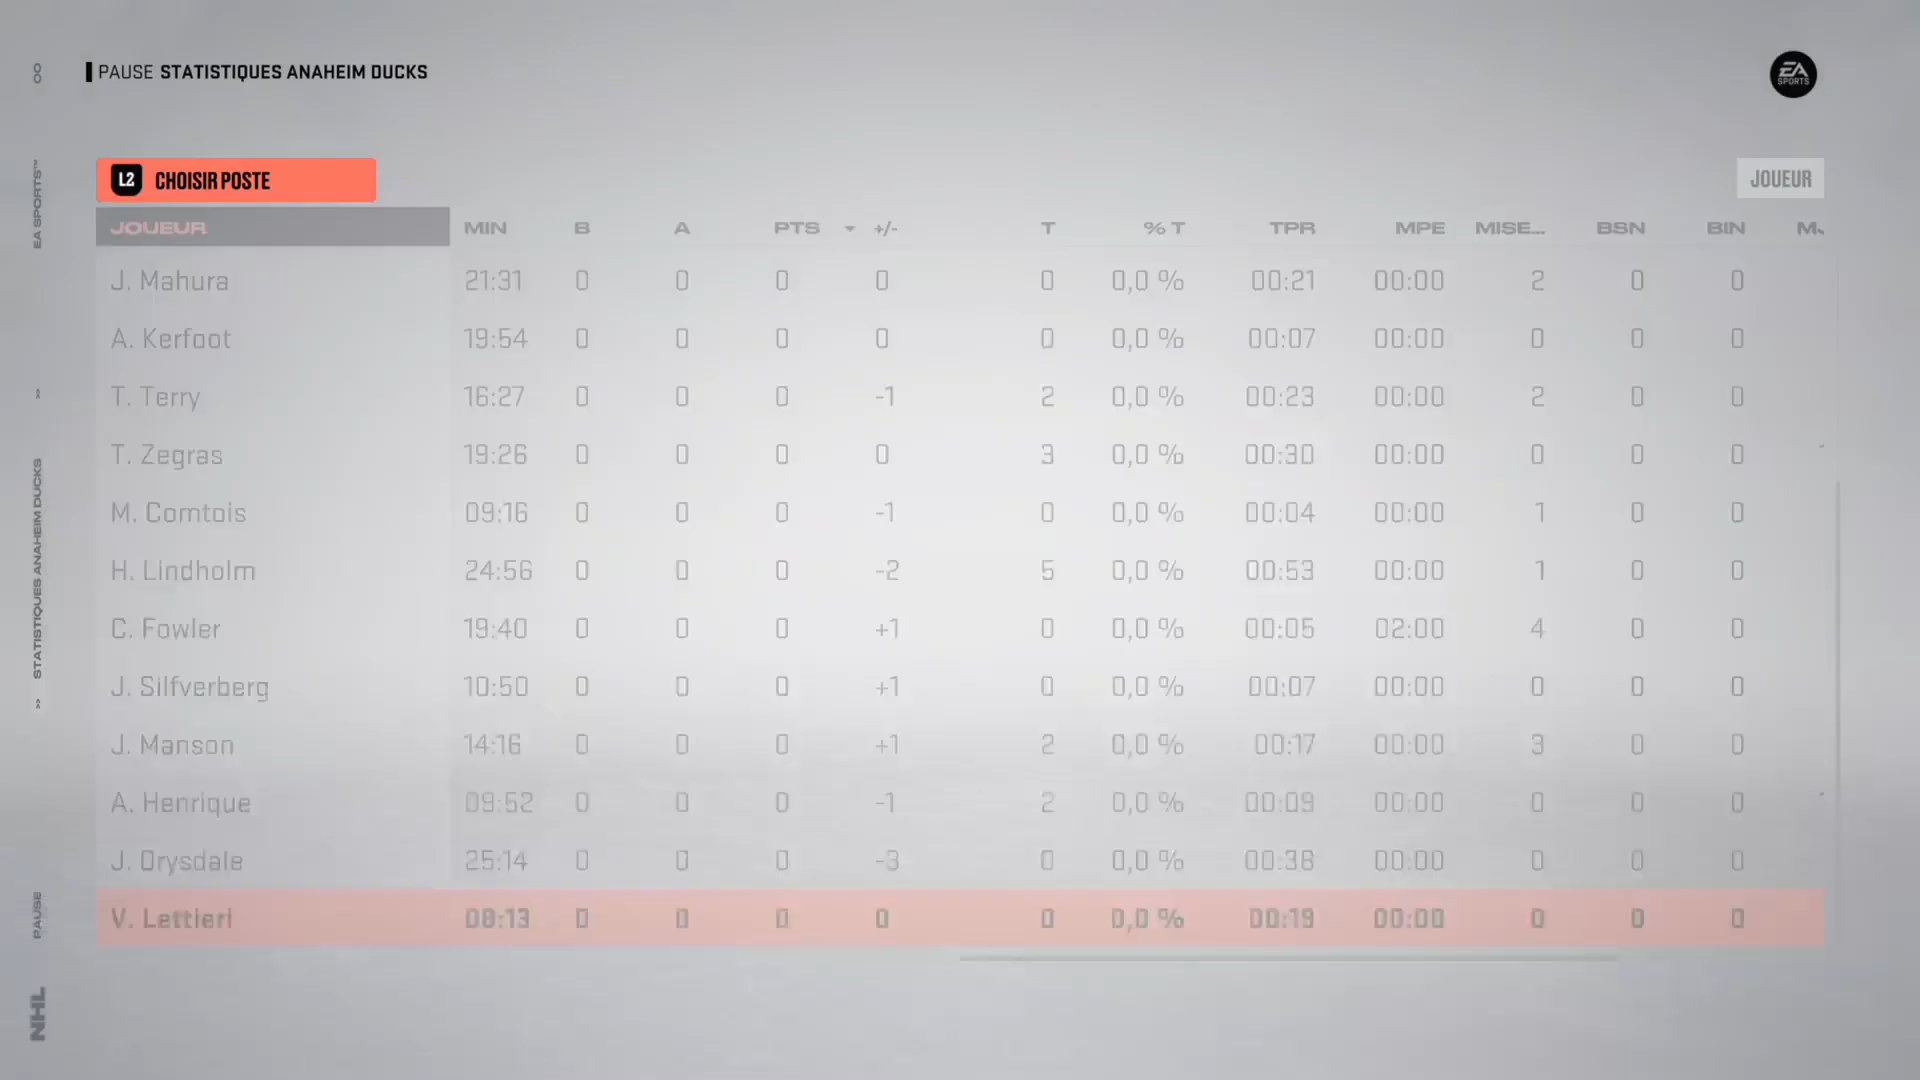 PAUSE STATISTIQUES ANAHEIM DUCKS
EA SPORTS
L2 CHOISIR POSTE
JOUEUR
JOUEUR MIN B A PTS +/- T % T TPR MPE MISE... BSN BIN
J. Mahura 21:31 0 0 0 0 0 0,0 % 00:21 00:00 2 0 0
A. Kerfoot 19:54 0 0 0 0 0 0,0 % 00:07 00:00 0 0 0
T. Terry 16:27 0 0 0 -1 2 0,0 % 00:23 00:00 2 0 0
T. Zegras 19:26 0 0 0 0 3 0,0 % 00:30 00:00 0 0 0
M. Comtois 09:16 0 0 0 -1 0 0,0 % 00:04 00:00 1 0 0
H. Lindholm 24:56 0 0 0 -2 5 0,0 % 00:53 00:00 1 0 0
C. Fowler 19:40 0 0 0 +1 0 0,0 % 00:05 02:00 4 0 0
J. Silfverberg 10:50 0 0 0 +1 0 0,0 % 00:07 00:00 0 0 0
J. Manson 14:16 0 0 0 +1 2 0,0 % 00:17 00:00 3 0 0
A. Henrique 09:52 0 0 0 -1 2 0,0 % 00:09 00:00 0 0 0
J. Drysdale 25:14 0 0 0 -3 0 0,0 % 00:38 00:00 0 0 0
V. Lettieri 08:13 0 0 0 0 0 0,0 % 00:19 00:00 0 0 0
NHL PAUSE >> STATISTIQUES ANAHEIM DUCKS >> EA SPORTS™